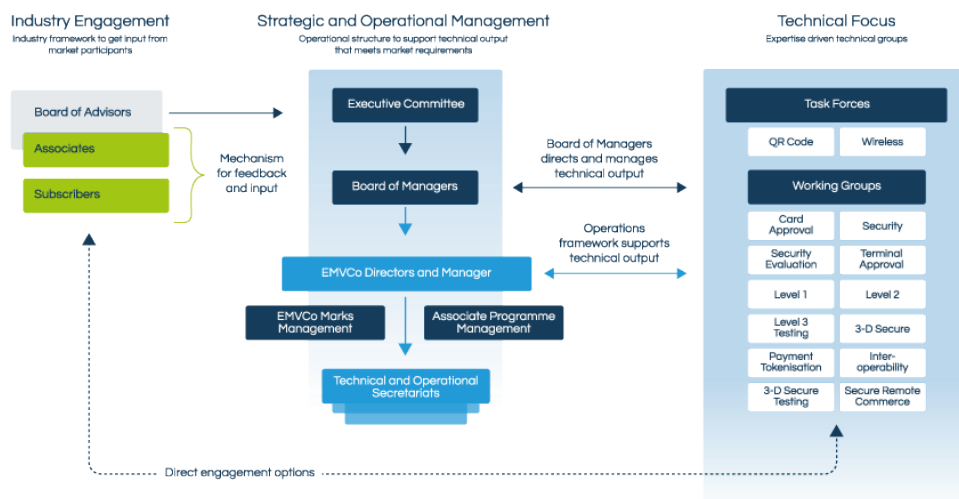 Industry Engagement
Industry framework to get input from
market participants
Board of Advisors
Associates
Subscribers
Mechanism
for feedback
and input
Strategic and Operational Management
Operational structure to support technical output
that meets market requirements
Executive Committee
Board of Managers
EMVCo Directors and Manager
EMVCo Marks
Management
Associate Programme
Management
Technical and Operational
Secretariats
Board of Managers
directs and manages
technical output
Operations
framework supports
technical output
Technical Focus
Expertise driven technical groups
Task Forces
QR Code
Wireless
Working Groups
Card
Approval
Security
Security
Evaluation
Terminal
Approval
Level 1
Level 2
Level 3
Testing
3-D Secure
Payment
Tokenisation
Inter-
operability
3-D Secure
Testing
Secure Remote
Commerce
Direct engagement options